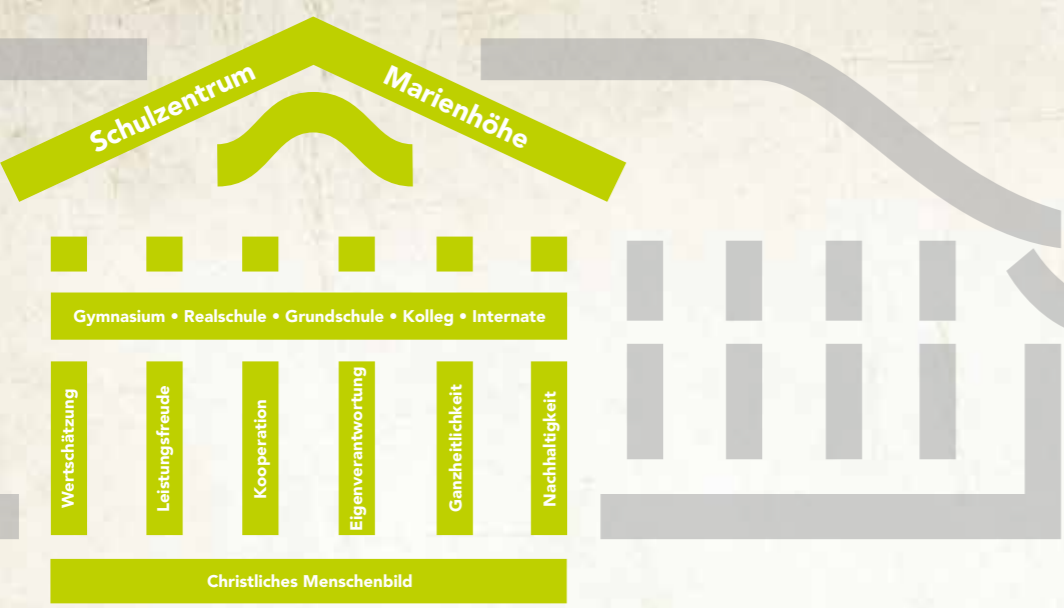 Schulzentrum Marienhöhe
Gymnasium • Realschule • Grundschule • Kolleg • Internate
Wertschätzung
Leistungsfreude
Kooperation
Eigenverantwortung
Ganzheitlichkeit
Nachhaltigkeit
Christliches Menschenbild